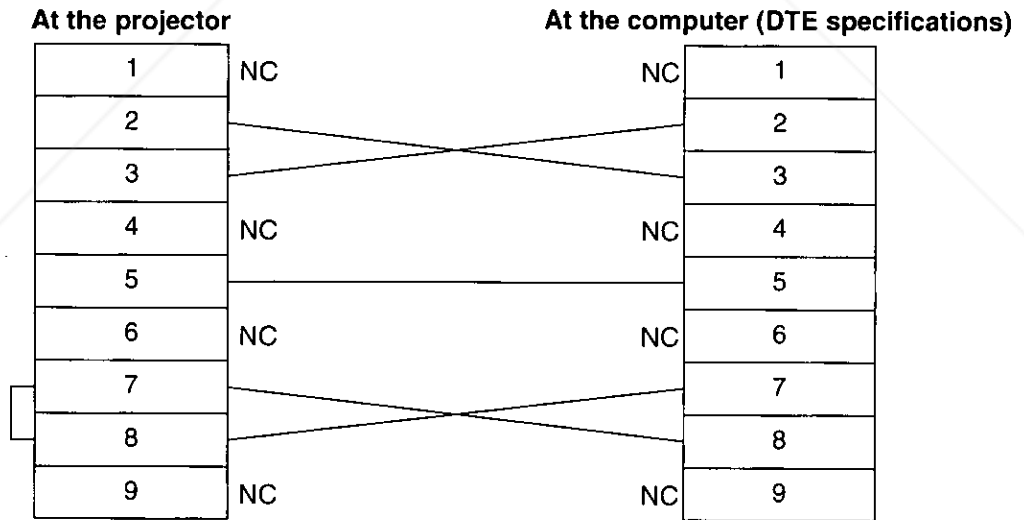 At the projector At the computer (DTE specifications)
1 NC NC 1
2 2
3 3
4 NC NC 4
5 5
6 NC NC 6
7 7
8 8
9 NC NC 9